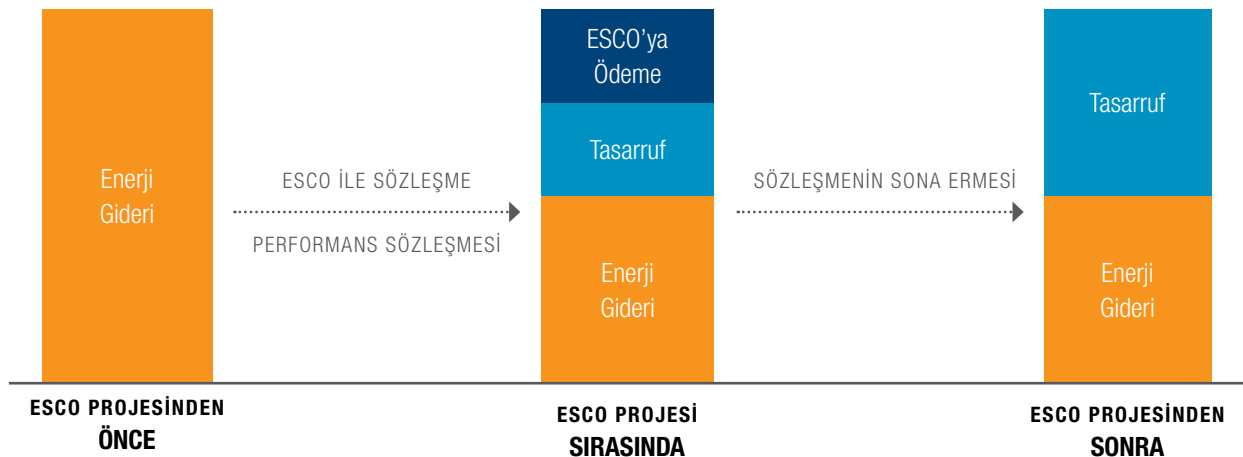 Enerji
Gideri
ESCO İLE SÖZLEŞME
PERFORMANS SÖZLEŞMESİ
ESCO’ya
Ödeme
Tasarruf
Enerji
Gideri
SÖZLEŞMENİN SONA ERMESİ
Tasarruf
Enerji
Gideri
ESCO PROJESİNDEN
ÖNCE
ESCO PROJESİ
SIRASINDA
ESCO PROJESİNDEN
SONRA